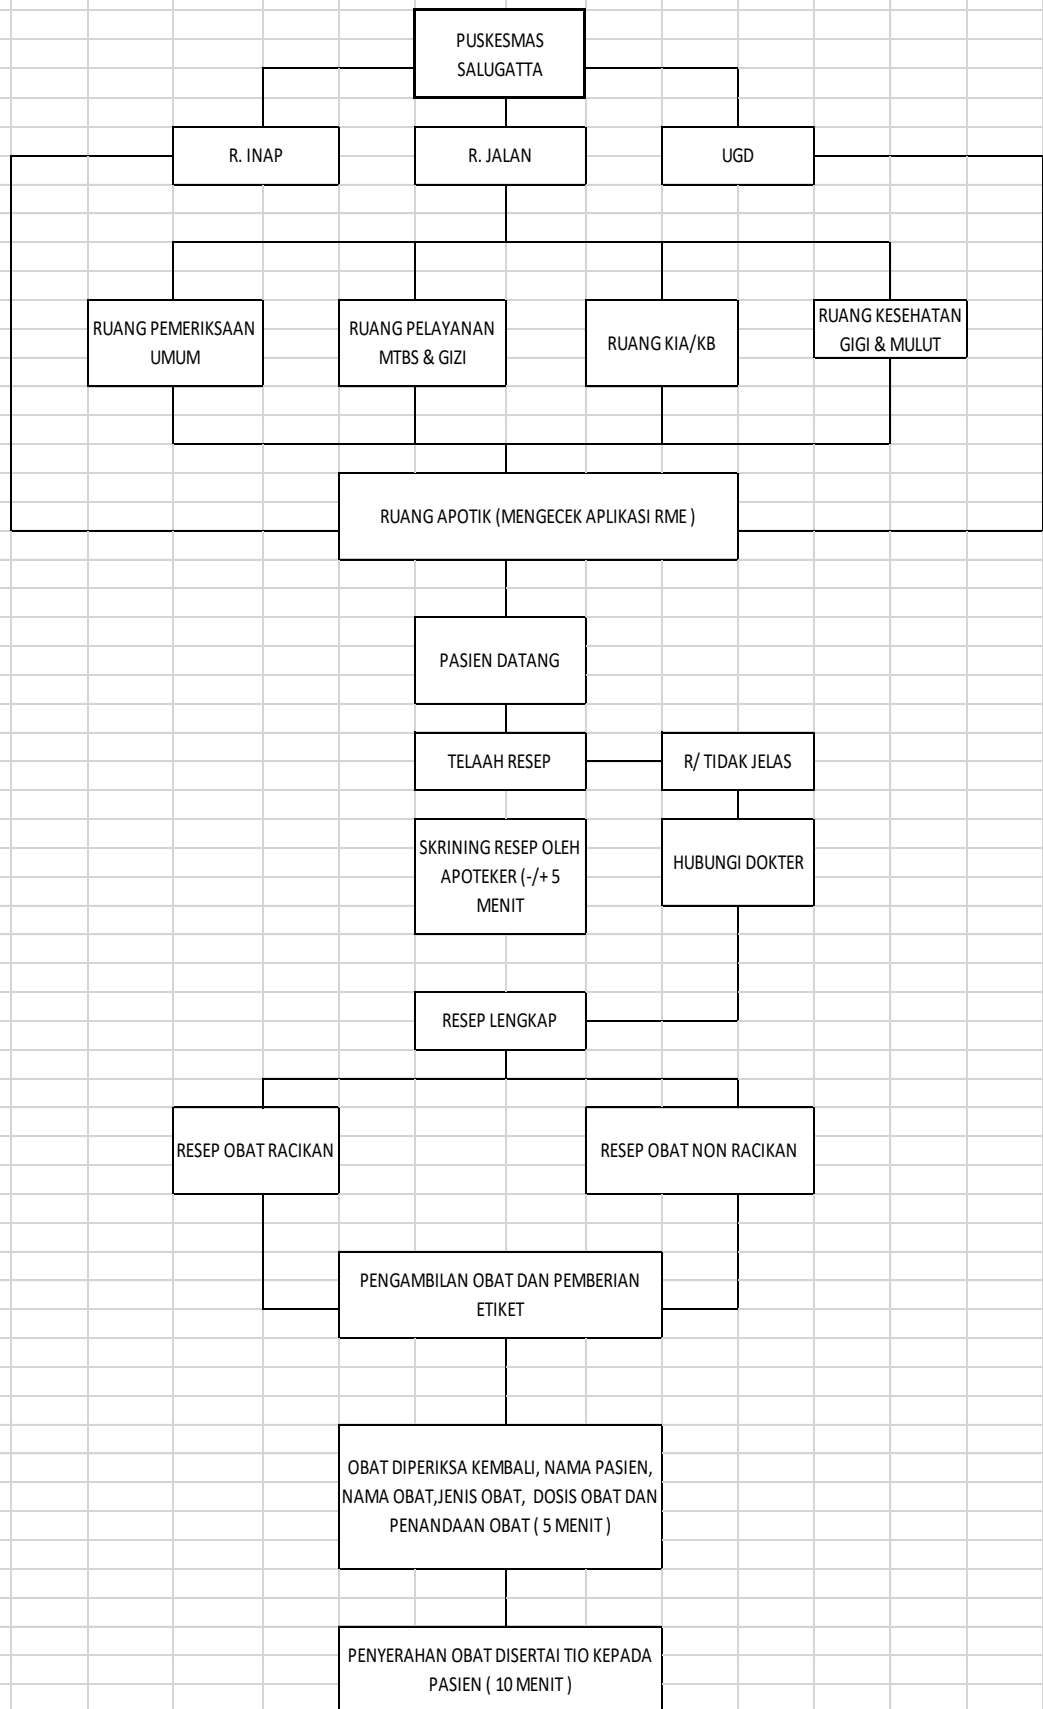 PUSKESMAS
SALUGATTA
R. INAP
R. JALAN
UGD
RUANG PEMERIKSAAN
UMUM
RUANG PELAYANAN
MTBS & GIZI
RUANG KIA/KB
RUANG KESEHATAN
GIGI & MULUT
RUANG APOTIK (MENGECEK APLIKASI RME )
PASIEN DATANG
TELAAH RESEP
R/ TIDAK JELAS
SKRINING RESEP OLEH
APOTEKER (-/+ 5
MENIT
HUBUNGI DOKTER
RESEP LENGKAP
RESEP OBAT RACIKAN
RESEP OBAT NON RACIKAN
PENGAMBILAN OBAT DAN PEMBERIAN
ETIKET
OBAT DIPERIKSA KEMBALI, NAMA PASIEN,
NAMA OBAT,JENIS OBAT, DOSIS OBAT DAN
PENANDAAN OBAT ( 5 MENIT )
PENYERAHAN OBAT DISERTAI TIO KEPADA
PASIEN ( 10 MENIT )